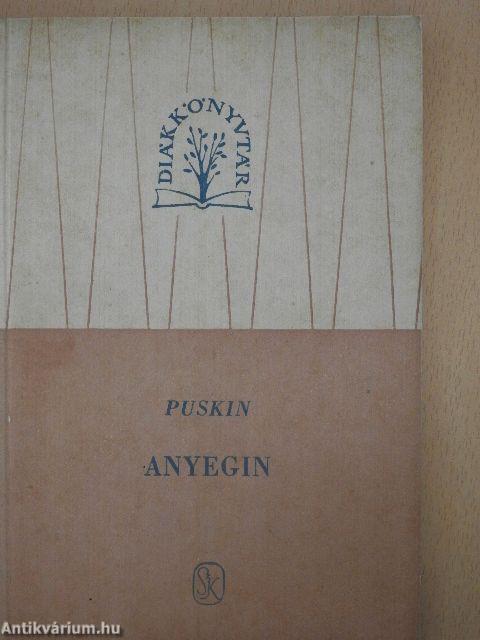 DIÁKKÖNYVTÁR
PUSKIN
ANYEGIN
SK
Antikvárium.hu